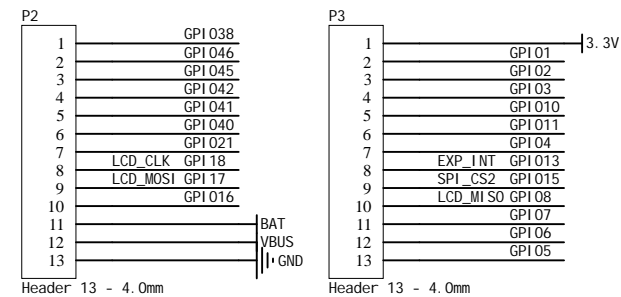 P2
1 GPIO38
2 GPIO46
3 GPIO45
4 GPIO42
5 GPIO41
6 GPIO40
7 GPIO21
8 LCD_CLK GPI18
9 LCD_MOSI GPI17
10 GPIO16
11 BAT
12 VBUS
13 GND
Header 13 - 4.0mm
P3
1 3.3V
2 GPIO1
3 GPIO2
4 GPIO3
5 GPIO10
6 GPIO11
7 GPIO4
8 EXP_INT GPIO13
9 SPI_CS2 GPIO15
10 LCD_MISO GPIO8
11 GPIO7
12 GPIO6
13 GPIO5
Header 13 - 4.0mm